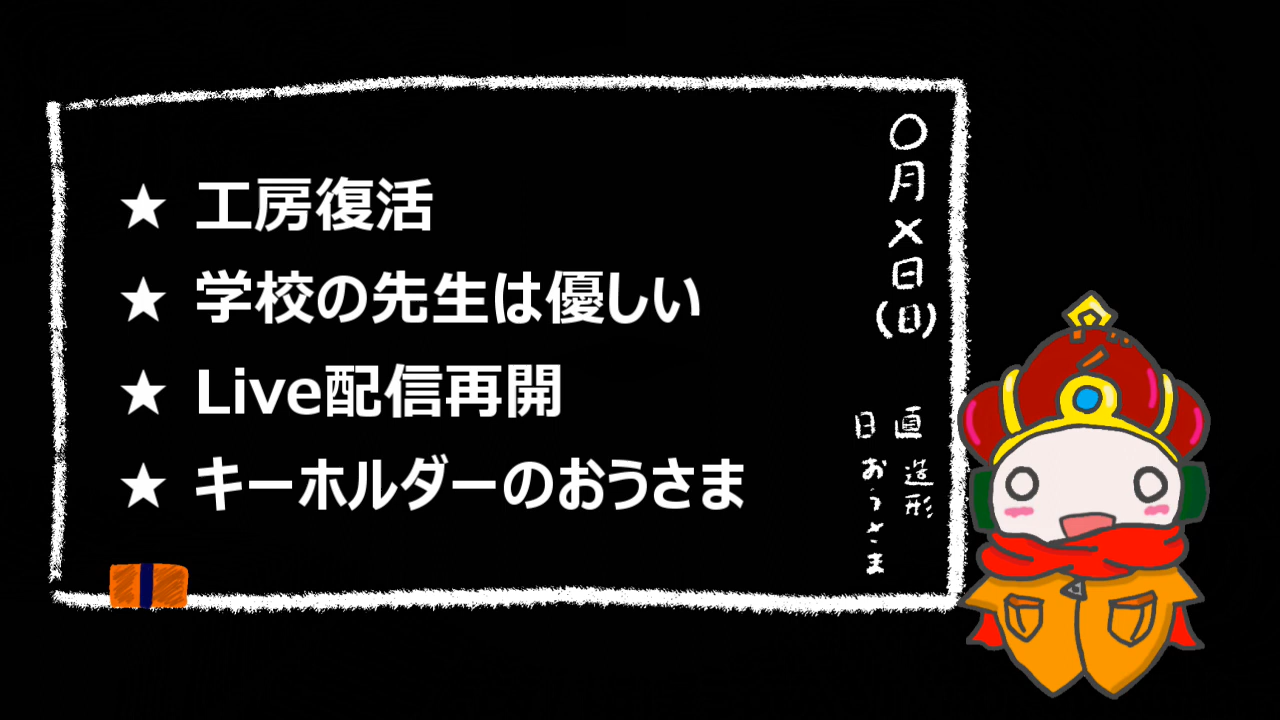 ★ 工房復活
★ 学校の先生は優しい
★ Live配信再開
★ キーホルダーのおうさま
〇月×日(日)
日直 造形おうさま